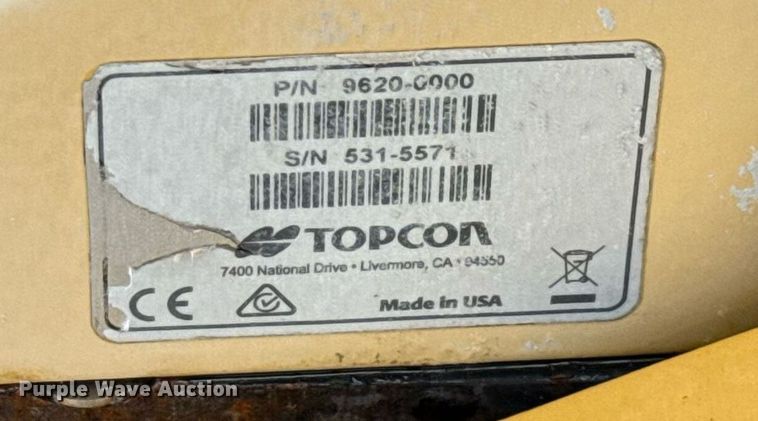 P/N 9620-0000
S/N 531-5571
TOPCON
7400 National Drive • Livermore, CA • 94550
CE
Made in USA
Purple Wave Auction